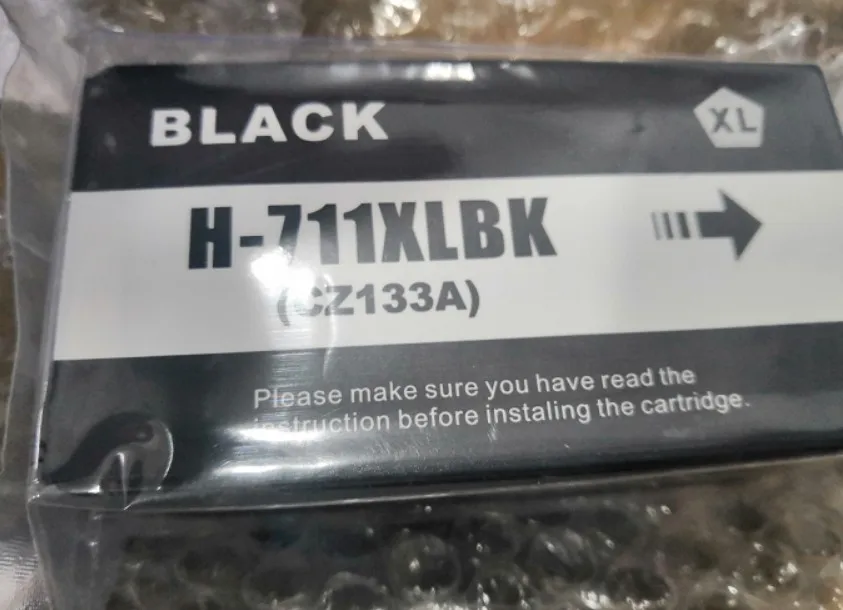 BLACK
XL
H-711XLBK
(CZ133A)
Please make sure you have read the
instruction before instaling the cartridge.